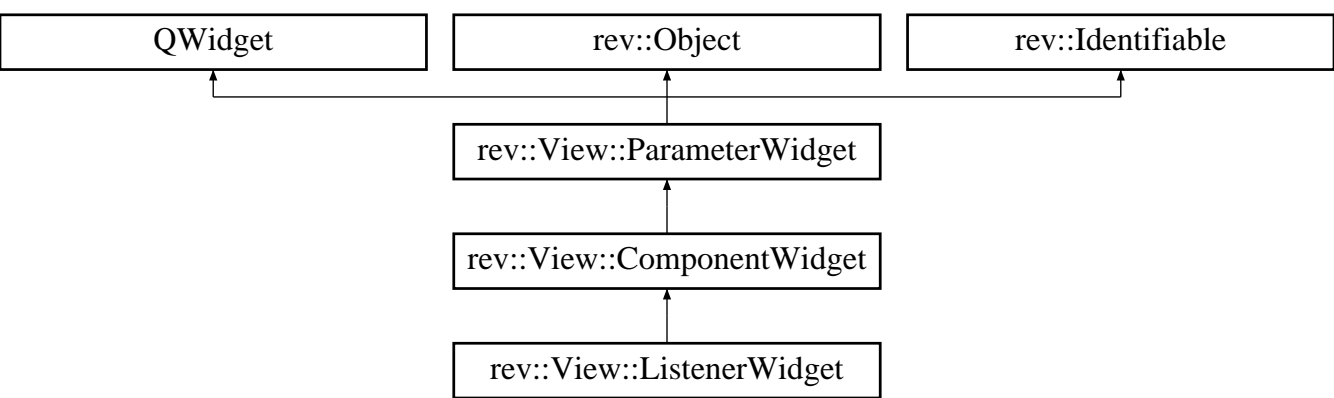 QWidget
rev::Object
rev::Identifiable
rev::View::ParameterWidget
rev::View::ComponentWidget
rev::View::ListenerWidget